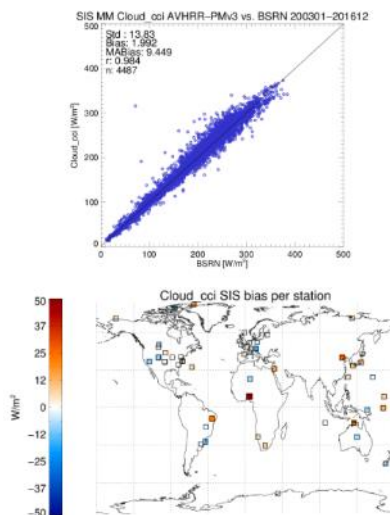 SIS MM Cloud_cci AVHRR-PMv3 vs. BSRN 200301-201612
Std : 13.83
Bias: 1.992
MABias: 9.449
r: 0.984
n: 4487
500
400
300
200
100
0
Cloud_cci [W/m²]
0 100 200 300 400 500
BSRN [W/m²]
Cloud_cci SIS bias per station
50
37
25
12
0
-12
-25
-37
-50
W/m²